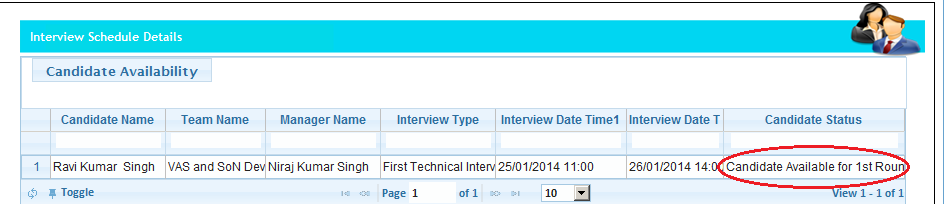 Interview Schedule Details
Candidate Availability
Candidate Name Team Name Manager Name Interview Type Interview Date Time1 Interview Date T Candidate Status
1 Ravi Kumar Singh VAS and SoN Dev Niraj Kumar Singh First Technical Interv 25/01/2014 11:00 26/01/2014 14:0 Candidate Available for 1st Roun
Toggle Page 1 of 1 10 View 1 - 1 of 1